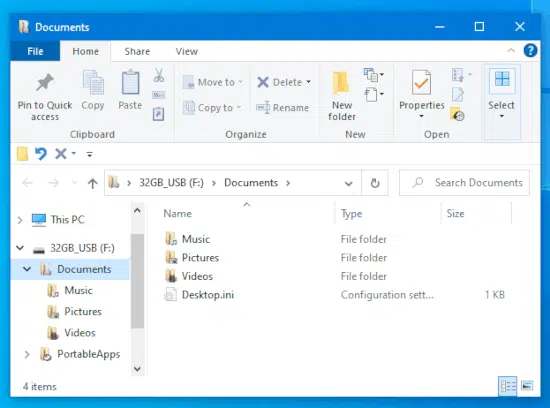 Documents
File Home Share View
Pin to Quick access
Copy
Paste
Move to
Copy to
Delete
Rename
New folder
Properties
Select
Clipboard Organize New Open
32GB_USB (F:) Documents
Search Documents
Name Type Size
Music File folder
Pictures File folder
Videos File folder
Desktop.ini Configuration sett... 1 KB
This PC
32GB_USB (F:)
Documents
Music
Pictures
Videos
PortableApps
4 items